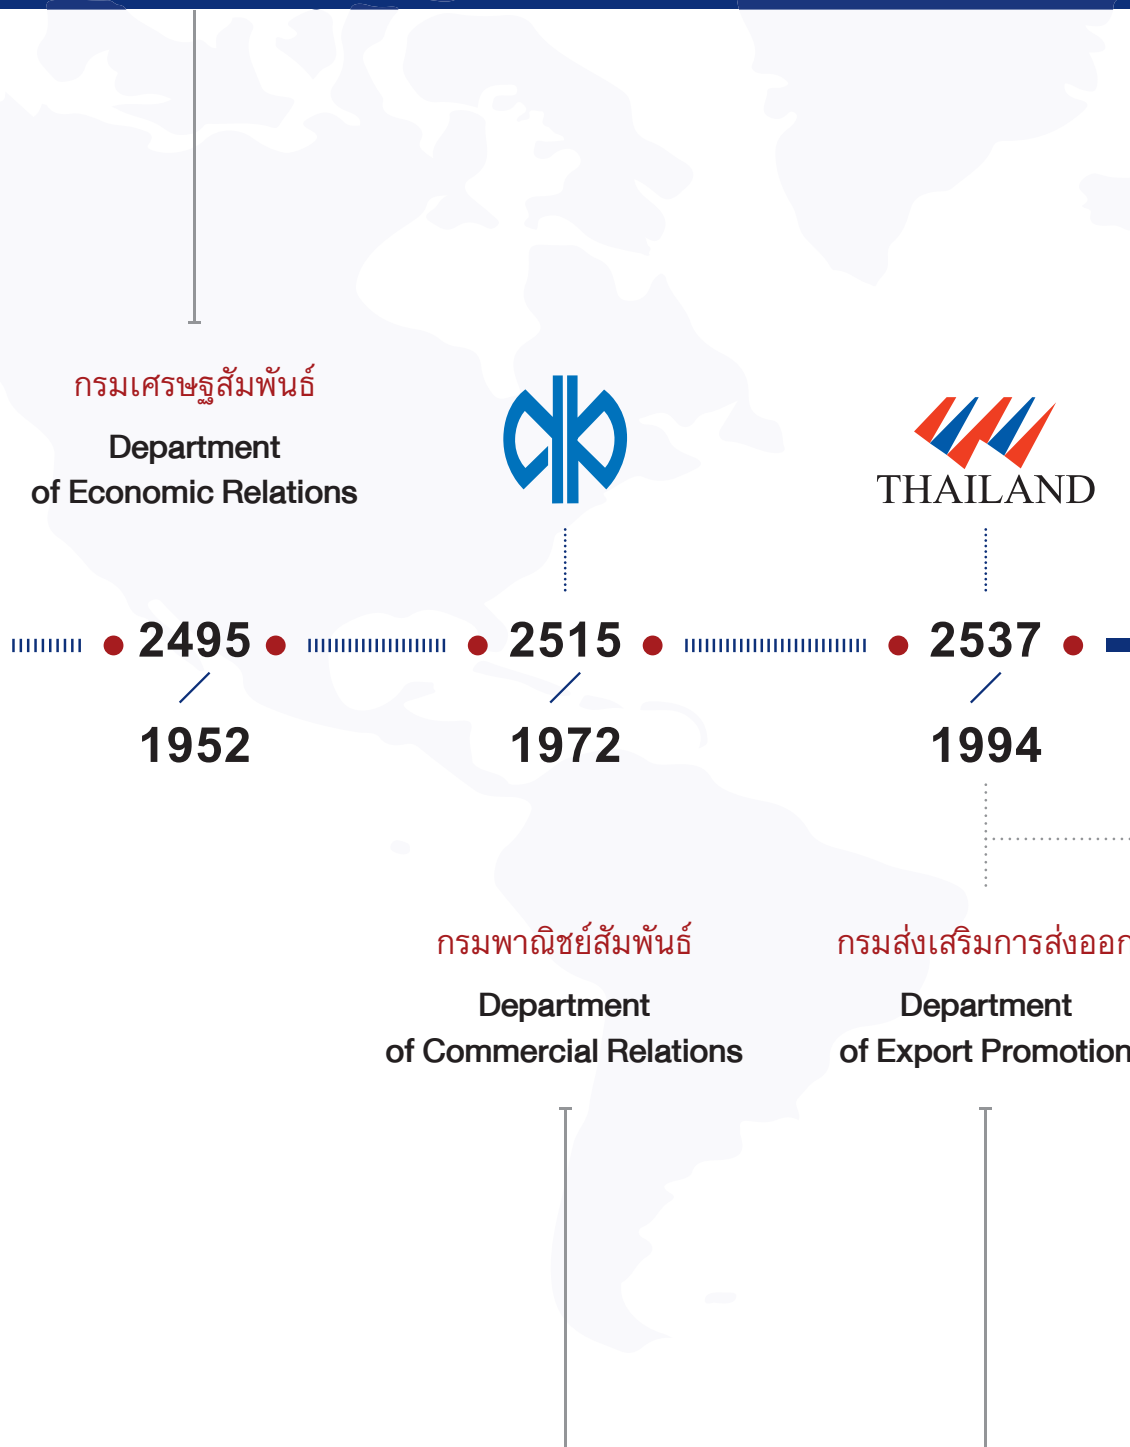 กรมเศรษฐสัมพันธ์
Department
of Economic Relations
THAILAND
2495
2515
2537
1952
1972
1994
กรมพาณิชย์สัมพันธ์
Department
of Commercial Relations
กรมส่งเสริมการส่งออก
Department
of Export Promotion